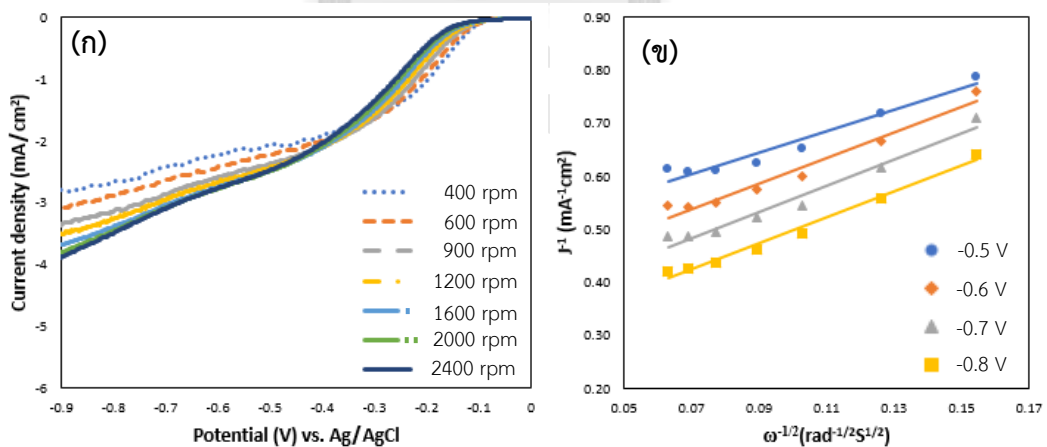 (ก)
Current density (mA/cm²)
0
-1
-2
-3
-4
-5
-6
-0.9
-0.8
-0.7
-0.6
-0.5
-0.4
-0.3
-0.2
-0.1
0
Potential (V) vs. Ag/AgCl
400 rpm
600 rpm
900 rpm
1200 rpm
1600 rpm
2000 rpm
2400 rpm
(ข)
J⁻¹ (mA⁻¹cm²)
0.90
0.80
0.70
0.60
0.50
0.40
0.30
0.20
0.05
0.07
0.09
0.11
0.13
0.15
0.17
ω⁻¹/²(rad⁻¹/²S¹/²)
-0.5 V
-0.6 V
-0.7 V
-0.8 V